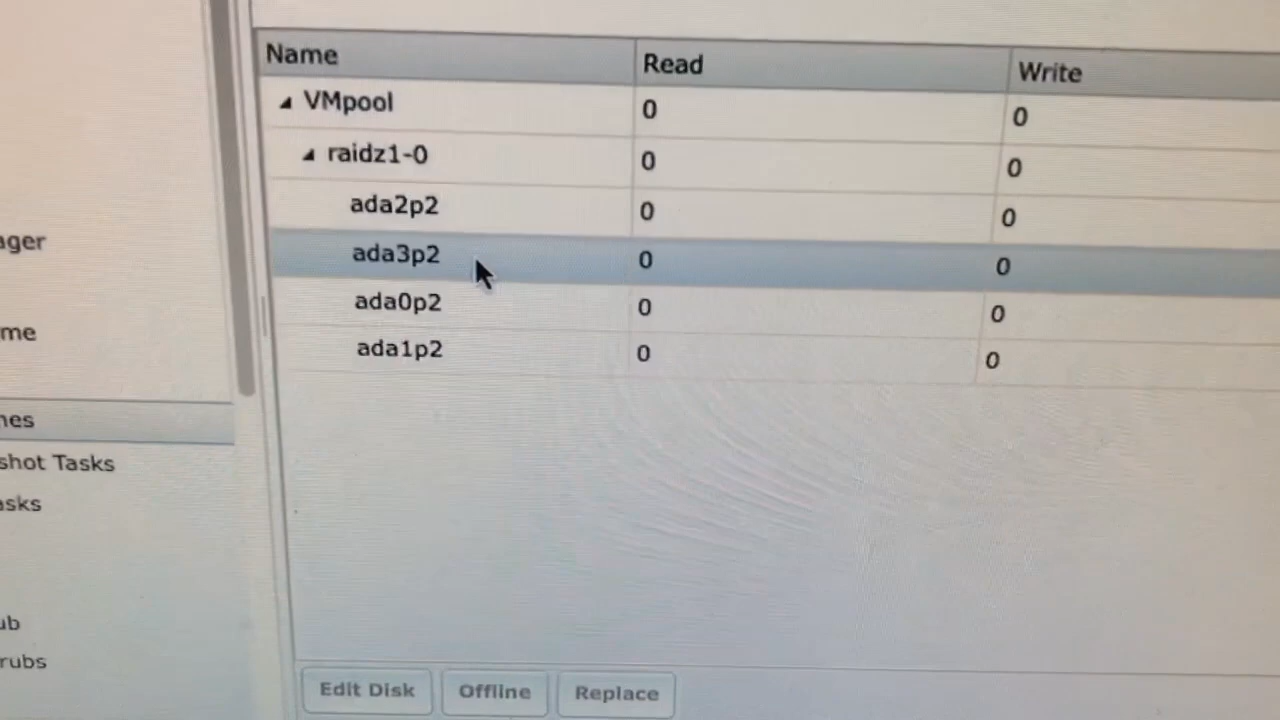 Name Read Write
VMpool 0 0
raidz1-0 0 0
ada2p2 0 0
ada3p2 0 0
ada0p2 0 0
ada1p2 0 0
ager
me
nes
shot Tasks
asks
ub
rubs
Edit Disk Offline Replace